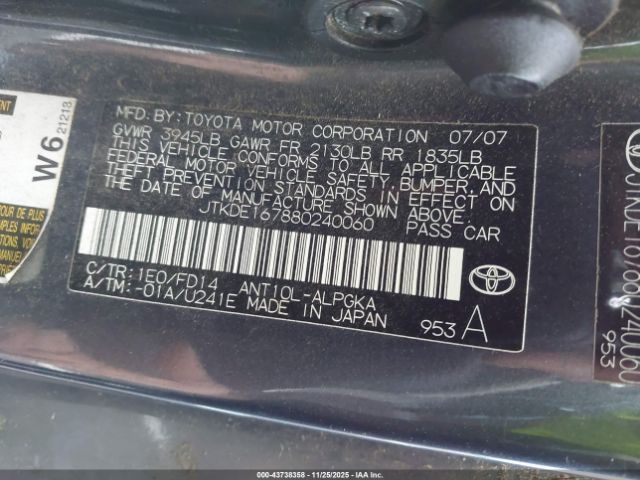 MFD. BY: TOYOTA MOTOR CORPORATION 07/07
GVWR 3945LB GAWR FR 2130LB RR 1835LB
THIS VEHICLE CONFORMS TO ALL APPLICABLE
FEDERAL MOTOR VEHICLE SAFETY, BUMPER, AND
THEFT PREVENTION STANDARDS IN EFFECT ON
THE DATE OF MANUFACTURE SHOWN ABOVE.
JTKDE167880240060 PASS CAR
C/TR: 1E0/FD14 ANT10L-ALPGKA
A/TM: -01A/U241E MADE IN JAPAN
953 A
TOYOTA
W6
21218
953
000-43738358 - 11/25/2025 - IAA